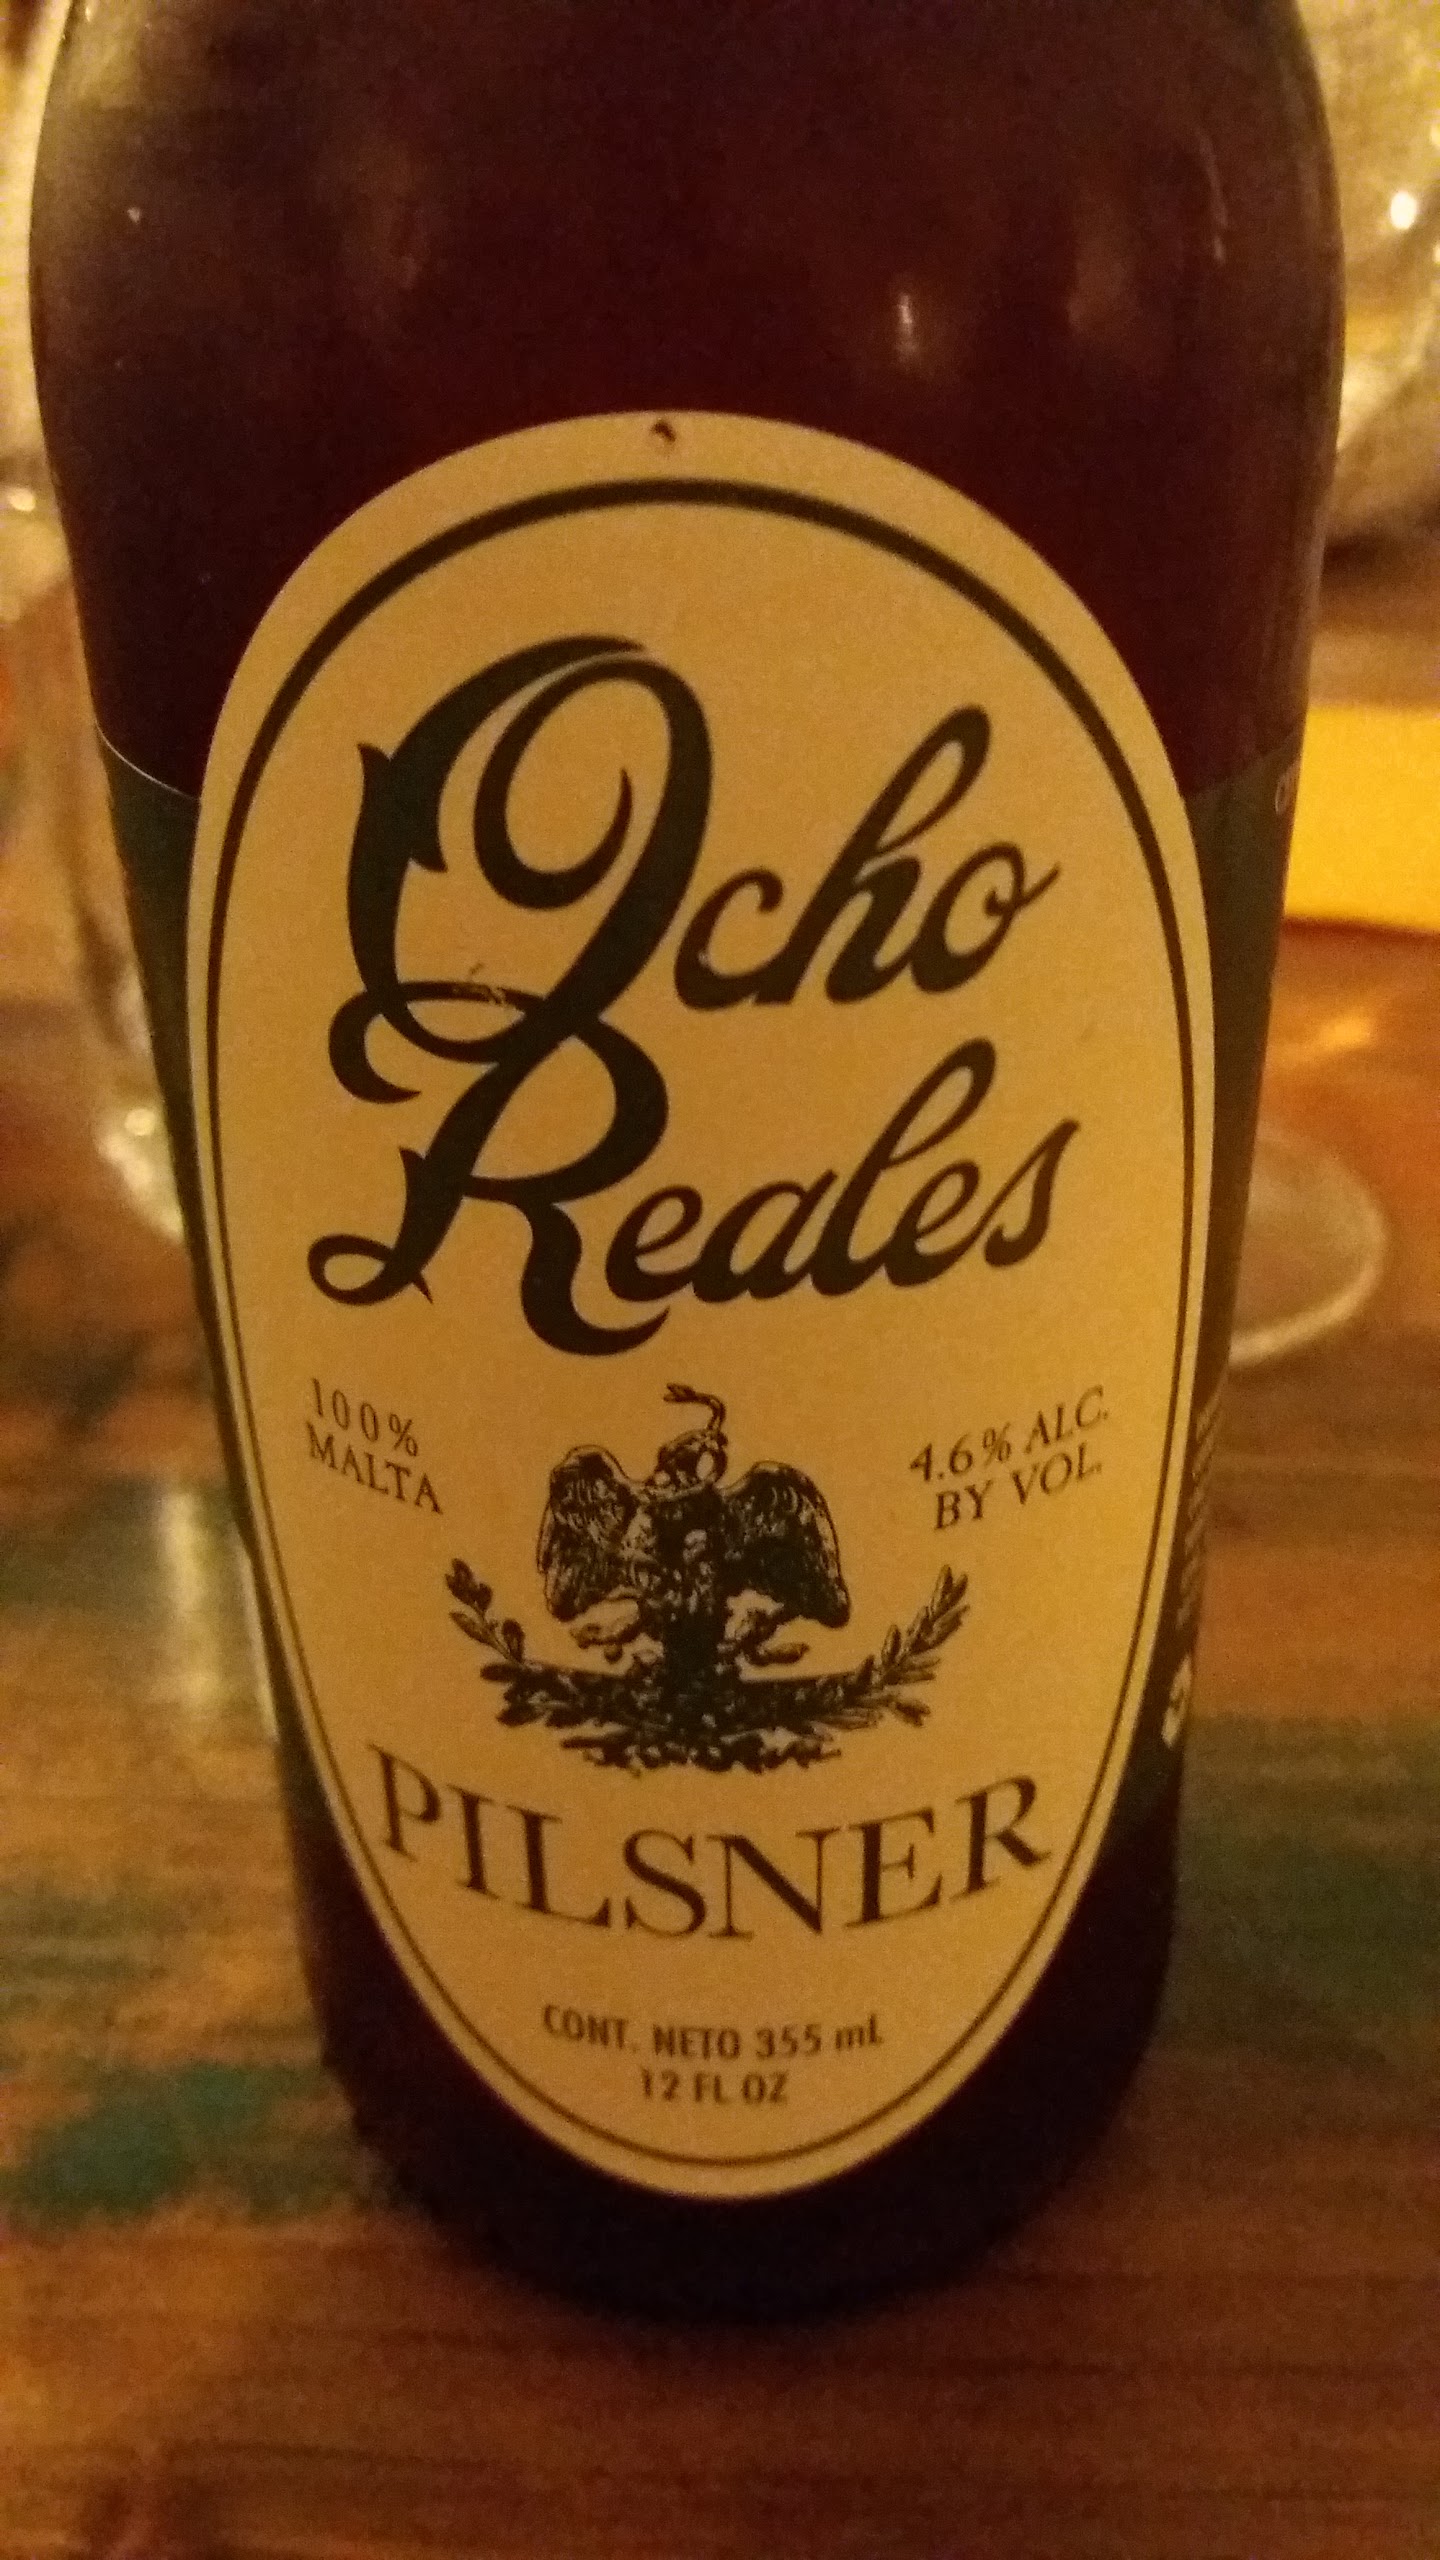 Ocho
Reales
100%
MALTA
4.6% ALC.
BY VOL.
PILSNER
CONT. NETO 355 mL
12 FL OZ